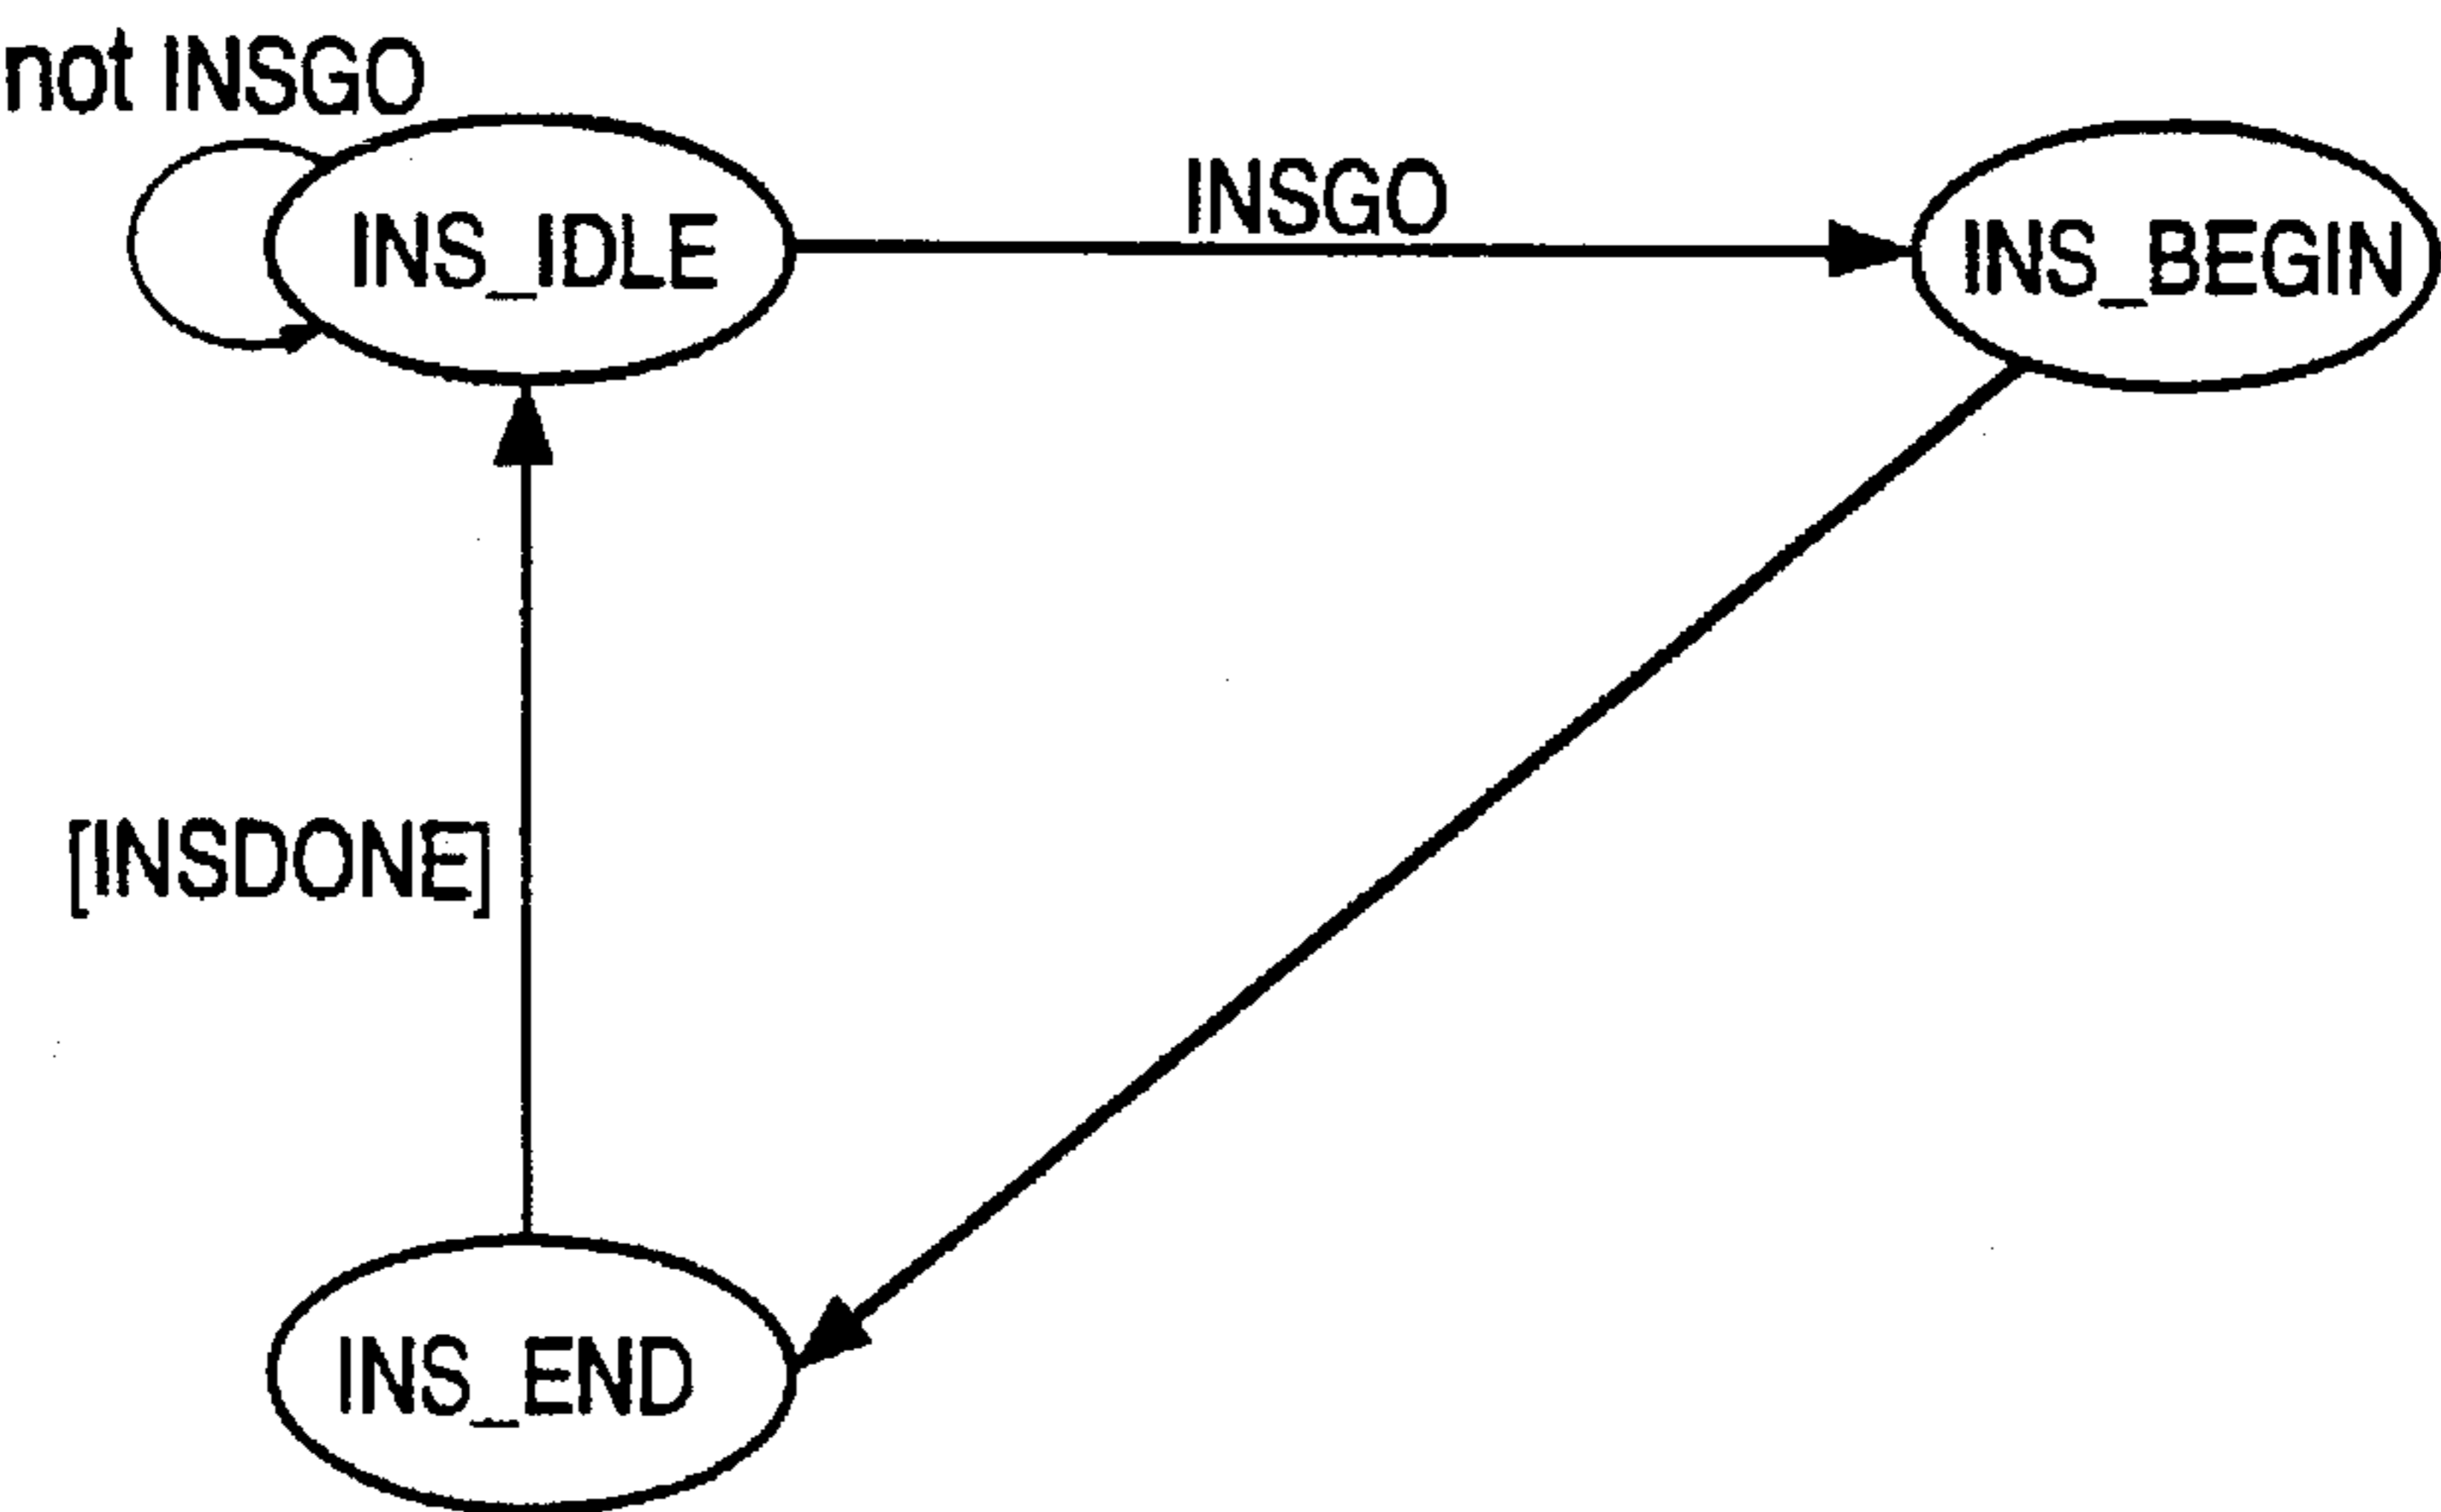 not INSGO
INSGO
INS_IDLE
INS_BEGIN
[INSDONE]
INS_END